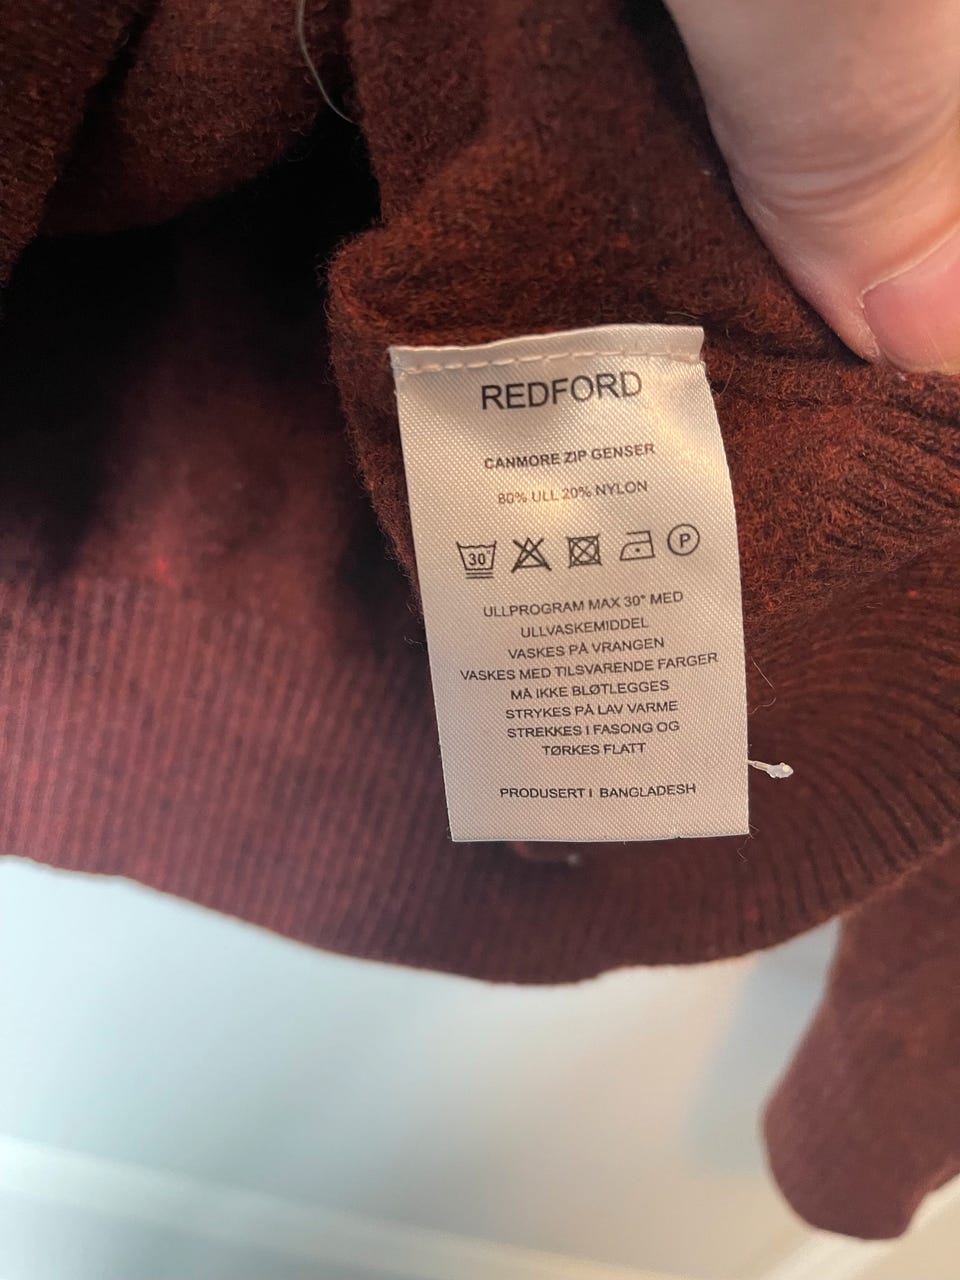 REDFORD
CANMORE ZIP GENSER
80% ULL 20% NYLON
30° P
ULLPROGRAM MAX 30° MED
ULLVASKEMIDDEL
VASKES PÅ VRANGEN
VASKES MED TILSVARENDE FARGER
MÅ IKKE BLØTLEGGES
STRYKES PÅ LAV VARME
STREKKES I FASONG OG
TØRKES FLATT
PRODUSERT I BANGLADESH